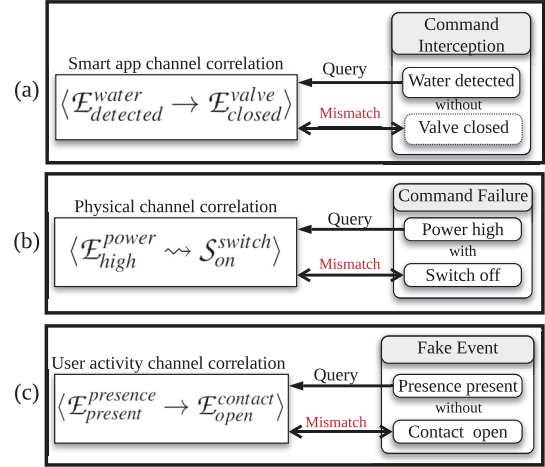 (a)
Smart app channel correlation
⟨ℰ^{water}_{detected} → ℰ^{valve}_{closed}⟩
Query
Mismatch
Command
Interception
Water detected
without
Valve closed
(b)
Physical channel correlation
⟨ℰ^{power}_{high} ⇝ 𝒮^{switch}_{on}⟩
Query
Mismatch
Command Failure
Power high
with
Switch off
(c)
User activity channel correlation
⟨ℰ^{presence}_{present} → ℰ^{contact}_{open}⟩
Query
Mismatch
Fake Event
Presence present
without
Contact open